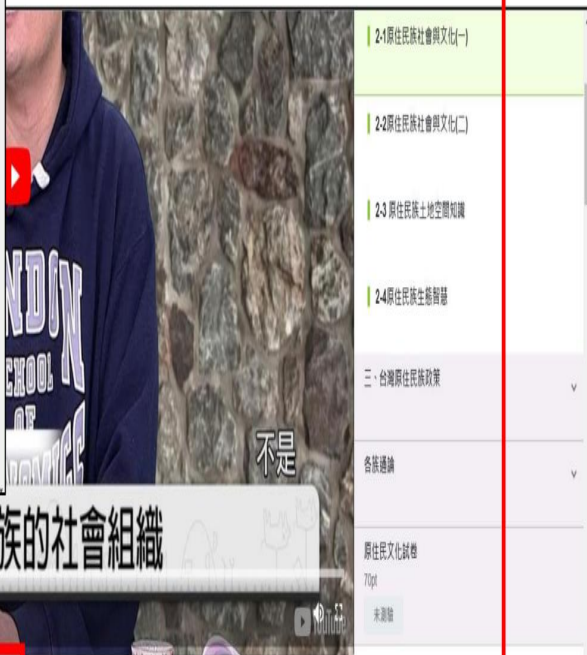 NDON
SCHOOL
OF
不是
族的社會組織
YouTube
2-1原住民族社會與文化(一)
2-2原住民族社會與文化(二)
2-3 原住民族土地空間知識
2-4原住民族生態智慧
三、台灣原住民族政策
各族通論
原住民文化試卷
70pt
未測驗